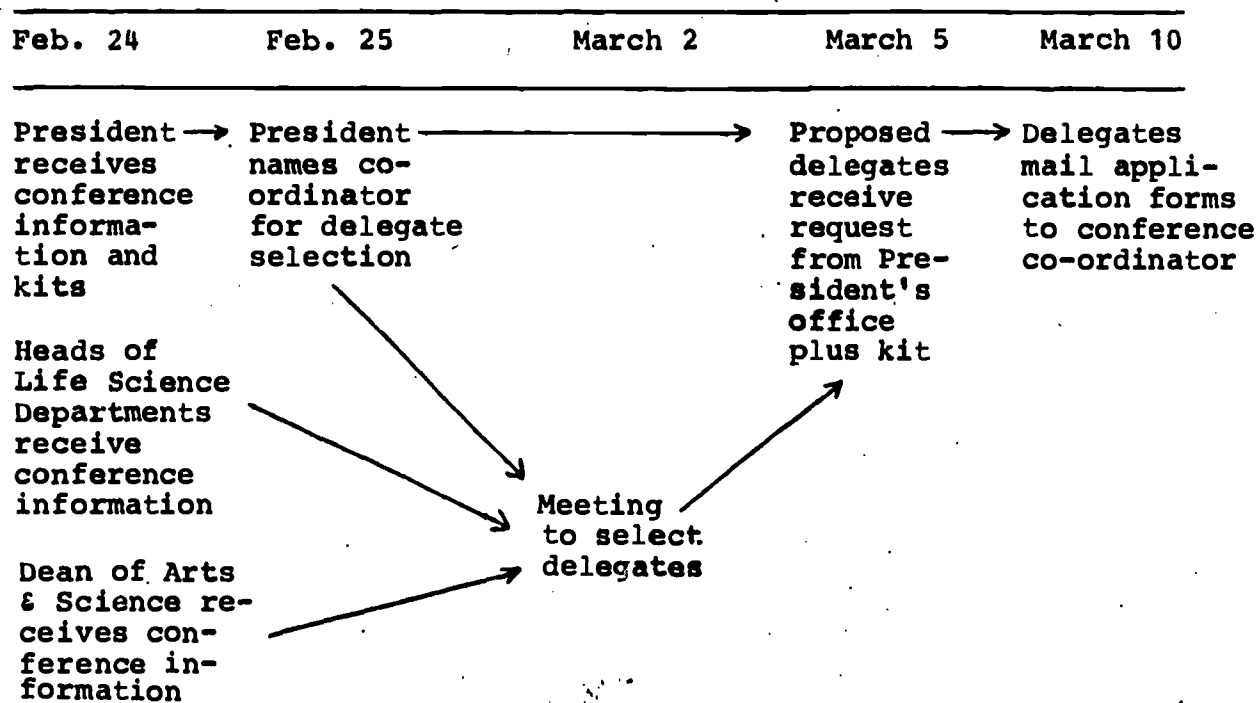 Feb. 24 Feb. 25 March 2 March 5 March 10
President
receives
conference
informa-
tion and
kits
Heads of
Life Science
Departments
receive
conference
information
Dean of Arts
& Science re-
ceives con-
ference in-
formation
President
names co-
ordinator
for delegate
selection
Meeting
to select
delegates
Proposed
delegates
receive
request
from Pre-
sident's
office
plus kit
Delegates
mail appli-
cation forms
to conference
co-ordinator